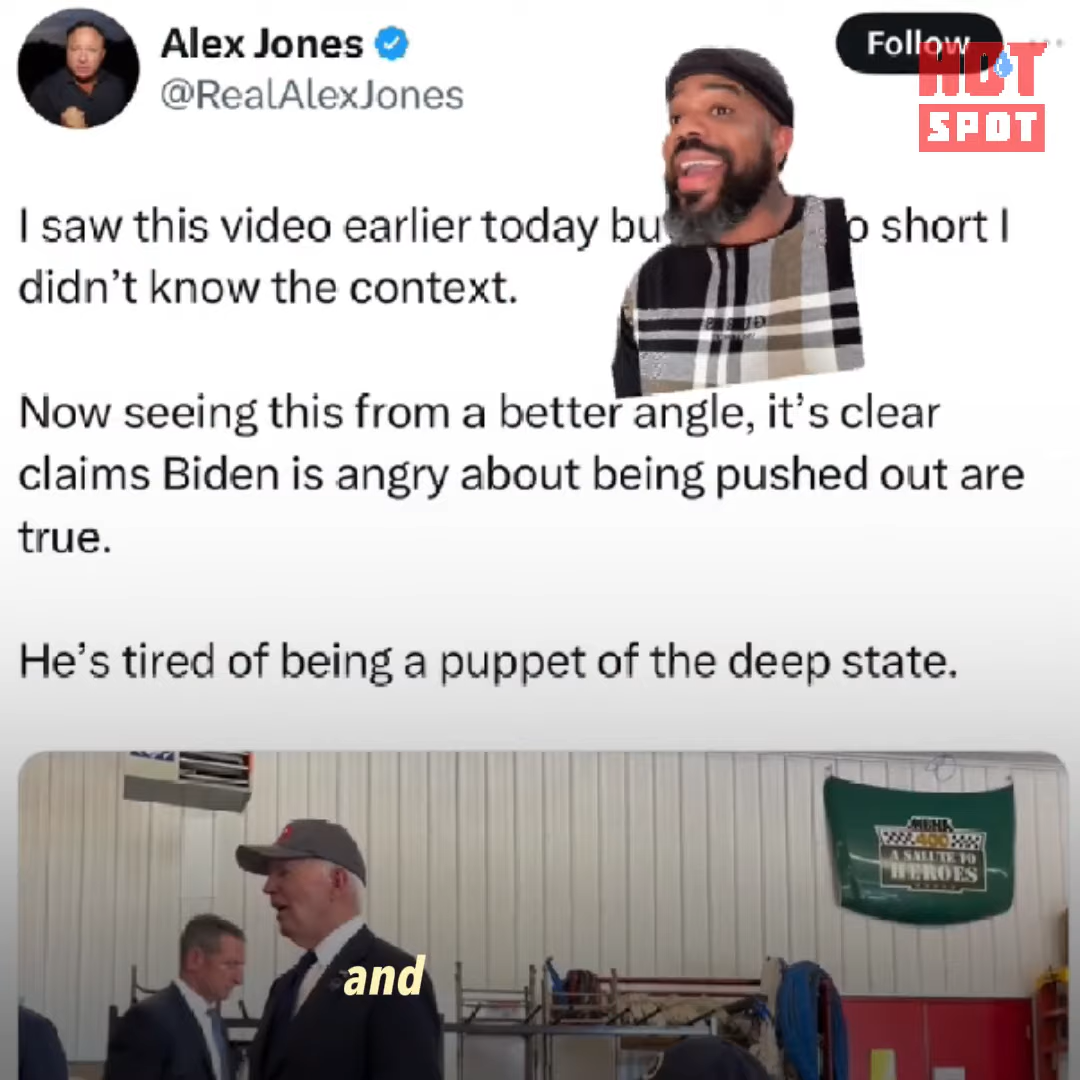 Alex Jones
@RealAlexJones
Follow
HOT
SPOT
I saw this video earlier today bu o short I
didn't know the context.
Now seeing this from a better angle, it's clear
claims Biden is angry about being pushed out are
true.
He's tired of being a puppet of the deep state.
400
A SALUTE TO
HEROES
and